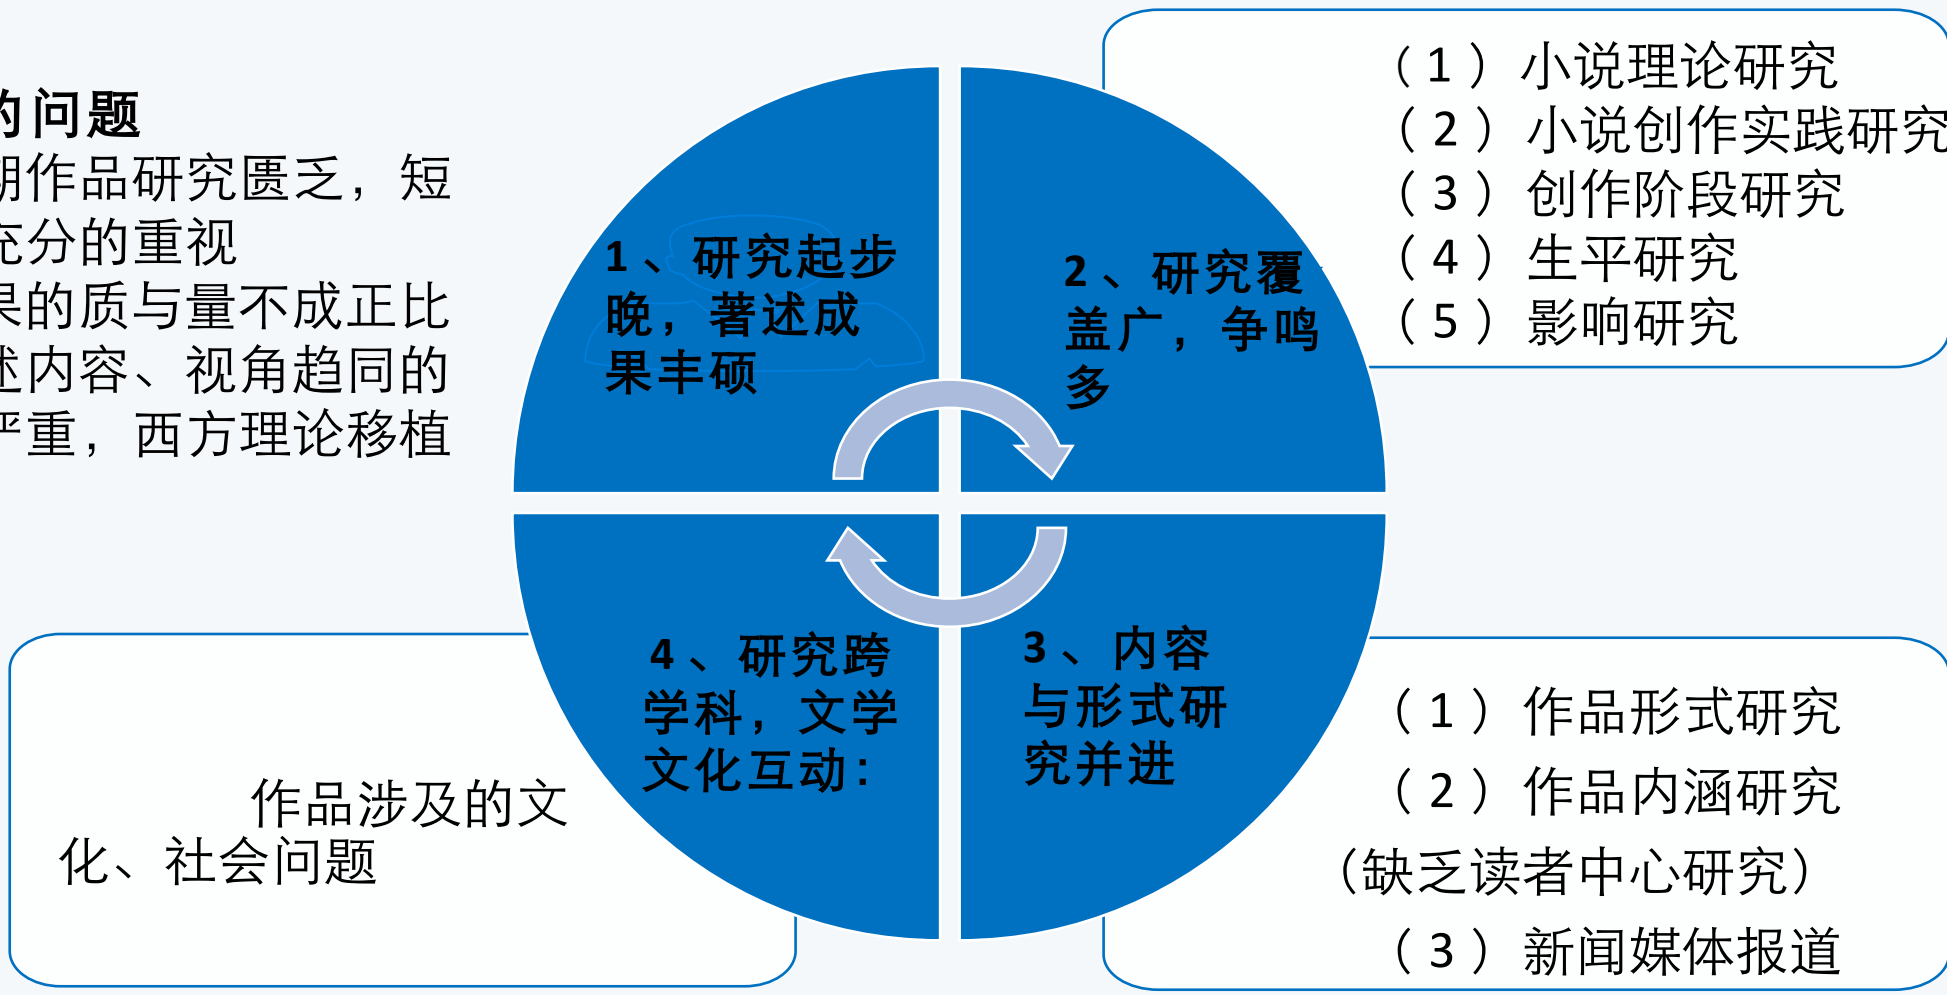 的问题
期作品研究匮乏，短
充分的重视
果的质与量不成正比
述内容、视角趋同的
严重，西方理论移植
1、研究起步
晚，著述成
果丰硕
2、研究覆
盖广，争鸣
多
（1）小说理论研究
（2）小说创作实践研究
（3）创作阶段研究
（4）生平研究
（5）影响研究
4、研究跨
学科，文学
文化互动：
3、内容
与形式研
究并进
作品涉及的文
化、社会问题
（1）作品形式研究
（2）作品内涵研究
（缺乏读者中心研究）
（3）新闻媒体报道